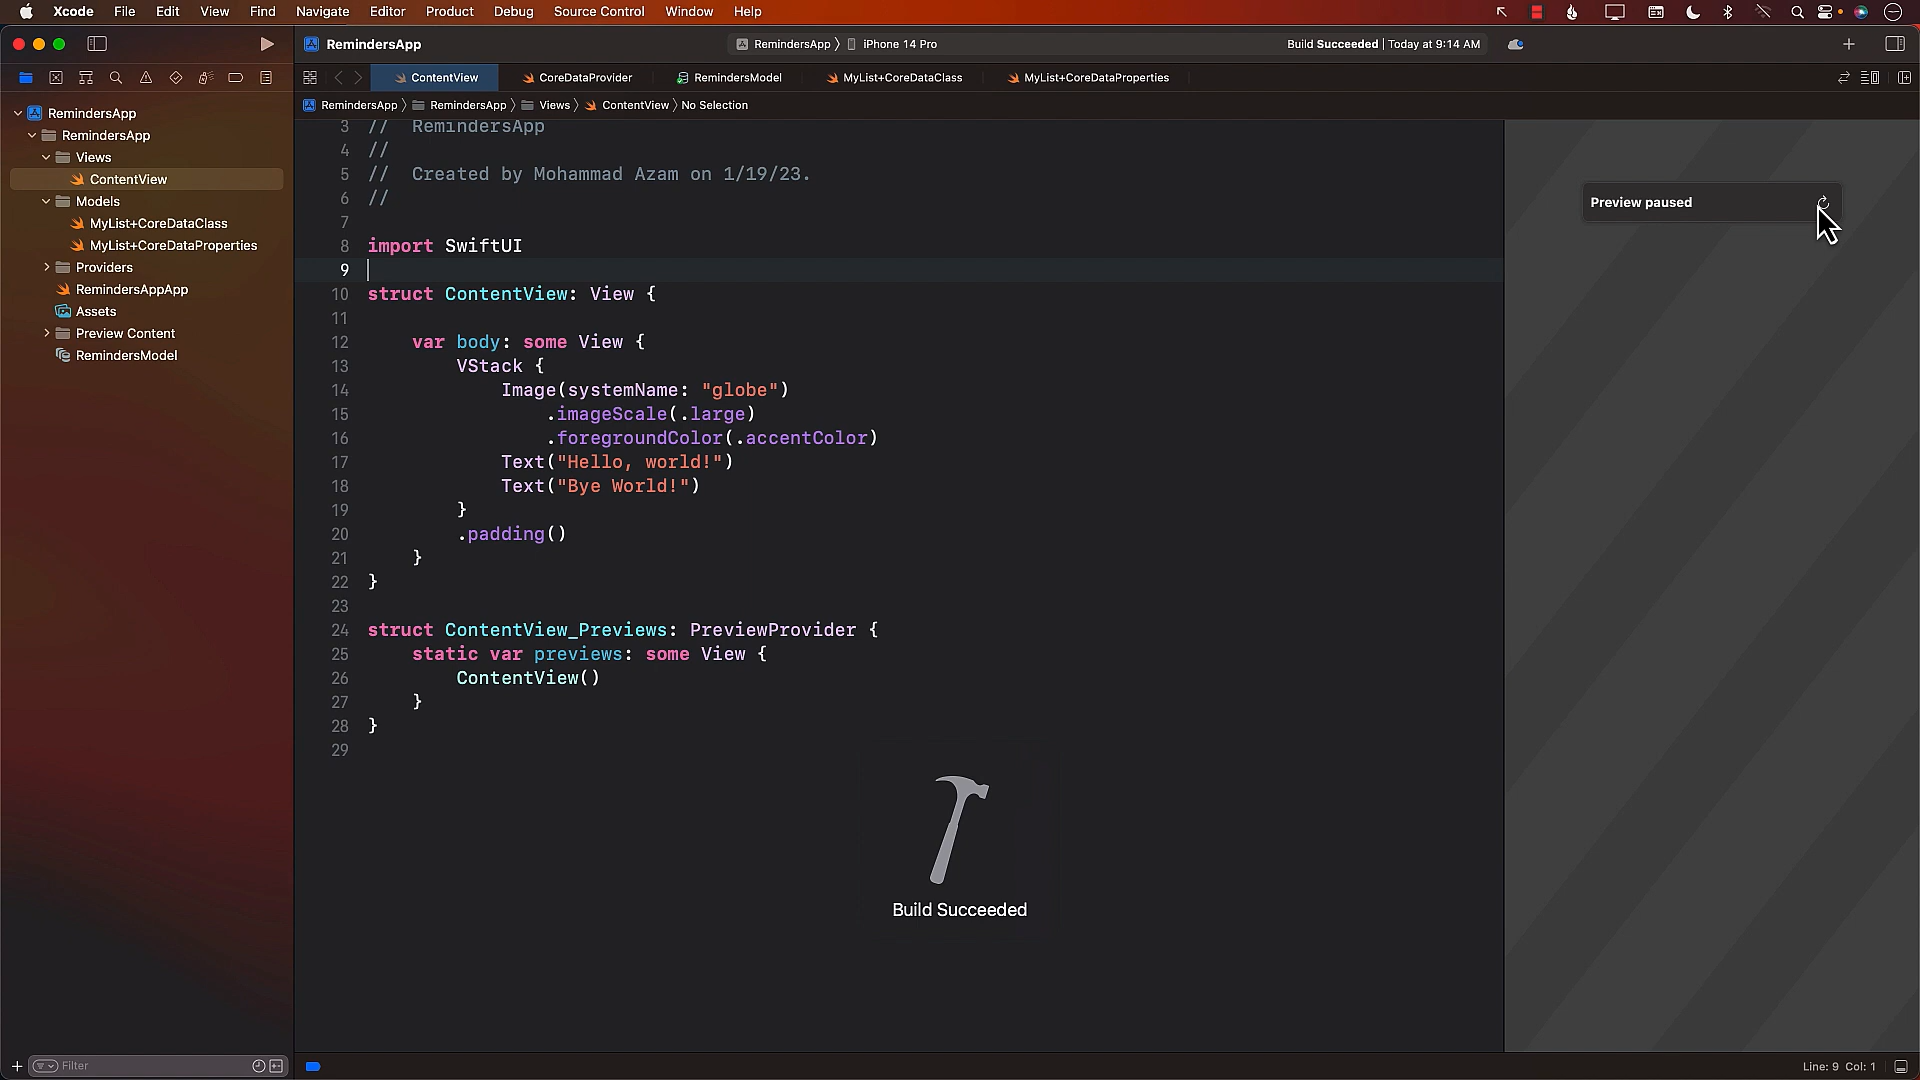 Xcode File Edit View Find Navigate Editor Product Debug Source Control Window Help
RemindersApp
RemindersApp 〉 iPhone 14 Pro
Build Succeeded | Today at 9:14 AM
ContentView
CoreDataProvider
RemindersModel
MyList+CoreDataClass
MyList+CoreDataProperties
RemindersApp 〉 RemindersApp 〉 Views 〉 ContentView 〉 No Selection
RemindersApp
RemindersApp
Views
ContentView
Models
MyList+CoreDataClass
MyList+CoreDataProperties
Providers
RemindersAppApp
Assets
Preview Content
RemindersModel
Filter
3 //  RemindersApp
4 //
5 //  Created by Mohammad Azam on 1/19/23.
6 //
7
8 import SwiftUI
9
10 struct ContentView: View {
11
12     var body: some View {
13         VStack {
14             Image(systemName: "globe")
15                 .imageScale(.large)
16                 .foregroundColor(.accentColor)
17             Text("Hello, world!")
18             Text("Bye World!")
19         }
20         .padding()
21     }
22 }
23
24 struct ContentView_Previews: PreviewProvider {
25     static var previews: some View {
26         ContentView()
27     }
28 }
29
Build Succeeded
Preview paused
Line: 9 Col: 1